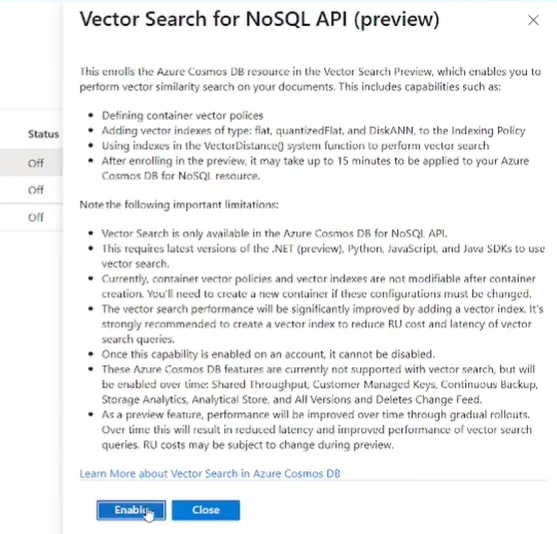 Vector Search for NoSQL API (preview)
This enrolls the Azure Cosmos DB resource in the Vector Search Preview, which enables you to
perform vector similarity search on your documents. This includes capabilities such as:
• Defining container vector polices
• Adding vector indexes of type: flat, quantizedFlat, and DiskANN, to the Indexing Policy
• Using indexes in the VectorDistance() system function to perform vector search
• After enrolling in the preview, it may take up to 15 minutes to be applied to your Azure
Cosmos DB for NoSQL resource.
Note the following important limitations:
• Vector Search is only available in the Azure Cosmos DB for NoSQL API.
• This requires latest versions of the .NET (preview), Python, JavaScript, and Java SDKs to use
vector search.
• Currently, container vector policies and vector indexes are not modifiable after container
creation. You'll need to create a new container if these configurations must be changed.
• The vector search performance will be significantly improved by adding a vector index. It's
strongly recommended to create a vector index to reduce RU cost and latency of vector
search queries.
• Once this capability is enabled on an account, it cannot be disabled.
• These Azure Cosmos DB features are currently not supported with vector search, but will
be enabled over time: Shared Throughput, Customer Managed Keys, Continuous Backup,
Storage Analytics, Analytical Store, and All Versions and Deletes Change Feed.
• As a preview feature, performance will be improved over time through gradual rollouts.
Over time this will result in reduced latency and improved performance of vector search
queries. RU costs may be subject to change during preview.
Learn More about Vector Search in Azure Cosmos DB
Enable
Close
Status
Off
Off
Off